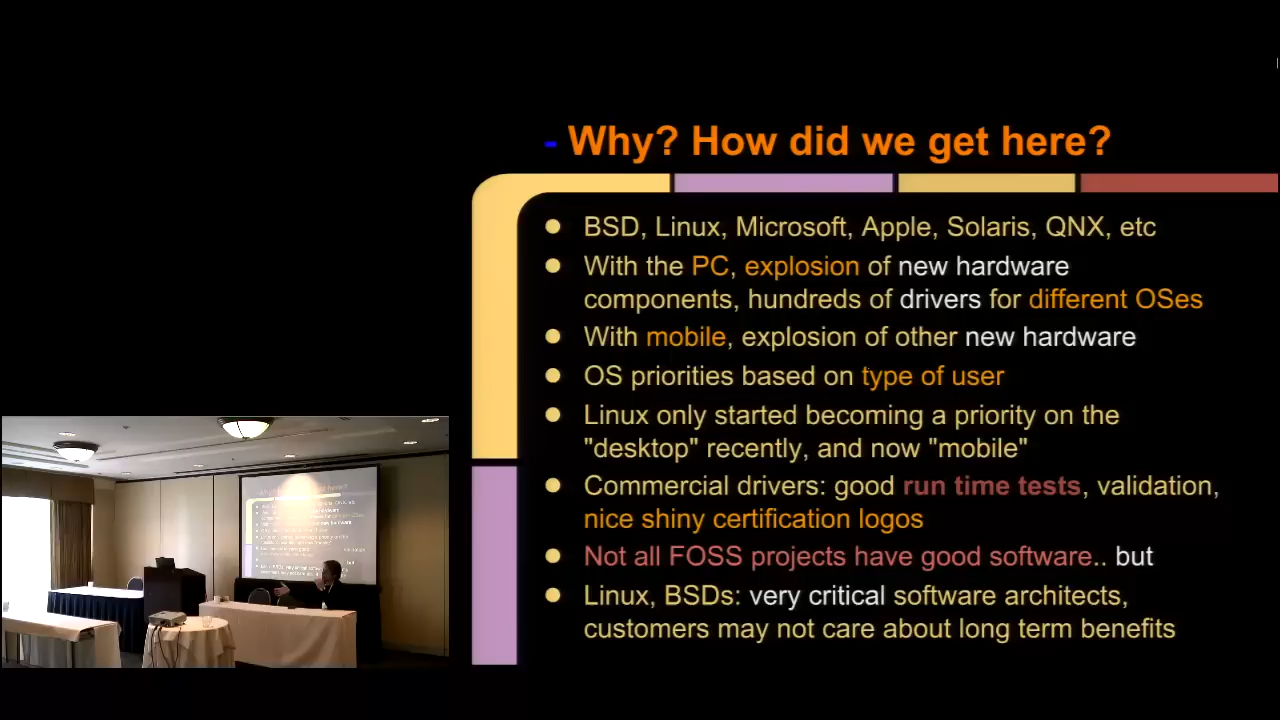 - Why? How did we get here?
BSD, Linux, Microsoft, Apple, Solaris, QNX, etc
With the PC, explosion of new hardware
components, hundreds of drivers for different OSes
With mobile, explosion of other new hardware
OS priorities based on type of user
Linux only started becoming a priority on the
"desktop" recently, and now "mobile"
Commercial drivers: good run time tests, validation,
nice shiny certification logos
Not all FOSS projects have good software.. but
Linux, BSDs: very critical software architects,
customers may not care about long term benefits